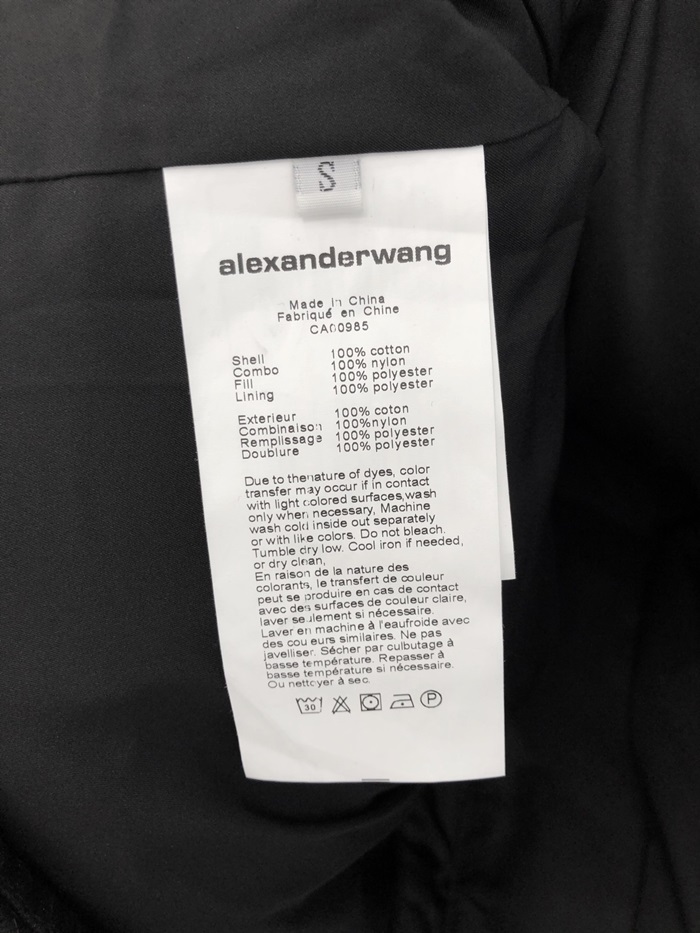 S
alexanderwang
Made in China
Fabriqué en Chine
CA00985
Shell 100% cotton
Combo 100% nylon
Fill 100% polyester
Lining 100% polyester
Exterieur 100% coton
Combinaison 100%nylon
Remplissage 100% polyester
Doublure 100% polyester
Due to thenature of dyes, color
transfer may occur if in contact
with light colored surfaces,wash
only when necessary, Machine
wash cold inside out separately
or with like colors. Do not bleach.
Tumble dry low. Cool iron if needed,
or dry clean,
En raison de la nature des
colorants, le transfert de couleur
peut se produire en cas de contact
avec des surfaces de couleur claire,
laver seulement si nécessaire.
Laver en machine à l'eaufroide avec
des couleurs similaires. Ne pas
javelliser. Sécher par culbutage à
basse température. Repasser à
basse température si nécessaire.
Ou nettoyer à sec
30 P